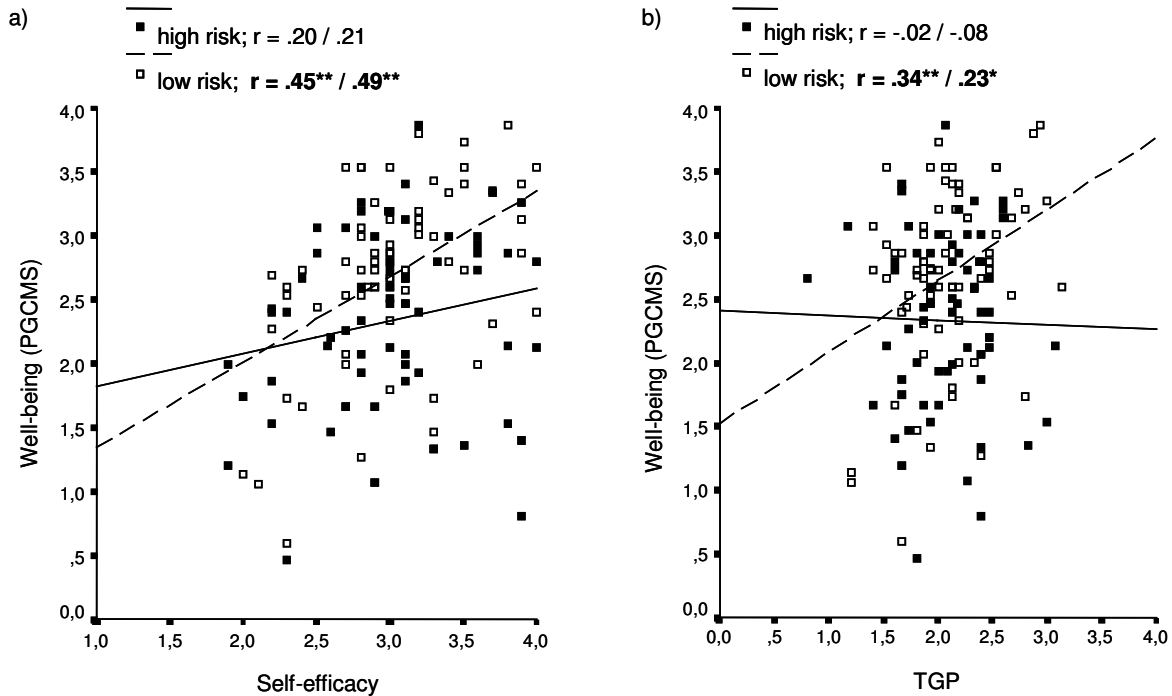 a)
high risk; r = .20 / .21
low risk; r = .45** / .49**
4,0
3,5
3,0
2,5
2,0
1,5
1,0
,5
0,0
Well-being (PGCMS)
1,0 1,5 2,0 2,5 3,0 3,5 4,0
Self-efficacy
b)
high risk; r = -.02 / -.08
low risk; r = .34** / .23*
4,0
3,5
3,0
2,5
2,0
1,5
1,0
,5
0,0
Well-being (PGCMS)
0,0 ,5 1,0 1,5 2,0 2,5 3,0 3,5 4,0
TGP